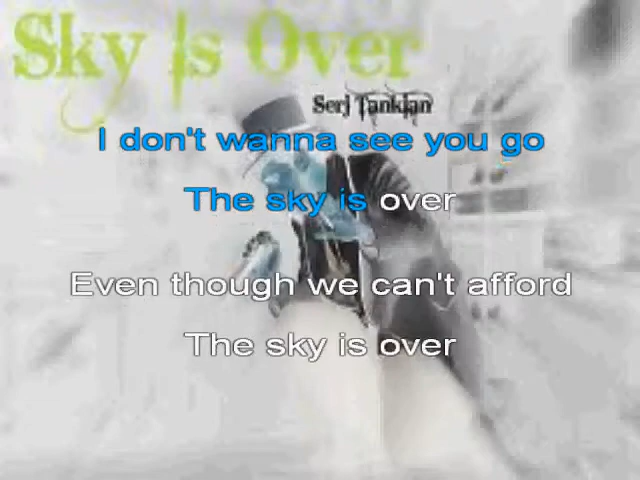 Sky Is Over
Serj Tankian
I don't wanna see you go
The sky is over
Even though we can't afford
The sky is over